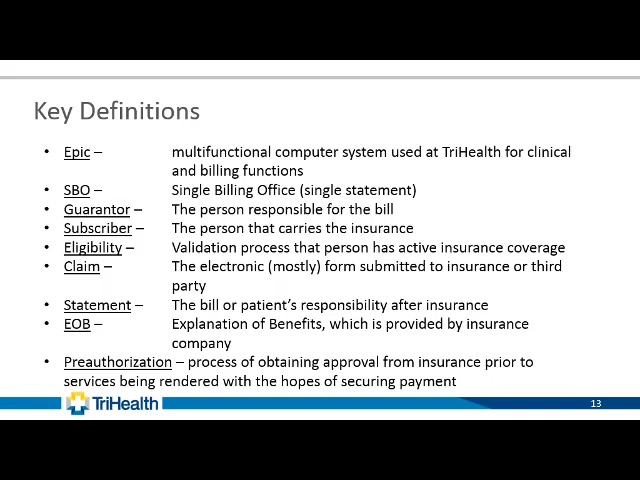 Key Definitions
• Epic – multifunctional computer system used at TriHealth for clinical
and billing functions
• SBO – Single Billing Office (single statement)
• Guarantor – The person responsible for the bill
• Subscriber – The person that carries the insurance
• Eligibility – Validation process that person has active insurance coverage
• Claim – The electronic (mostly) form submitted to insurance or third
party
• Statement – The bill or patient's responsibility after insurance
• EOB – Explanation of Benefits, which is provided by insurance
company
• Preauthorization – process of obtaining approval from insurance prior to
services being rendered with the hopes of securing payment
TriHealth
13